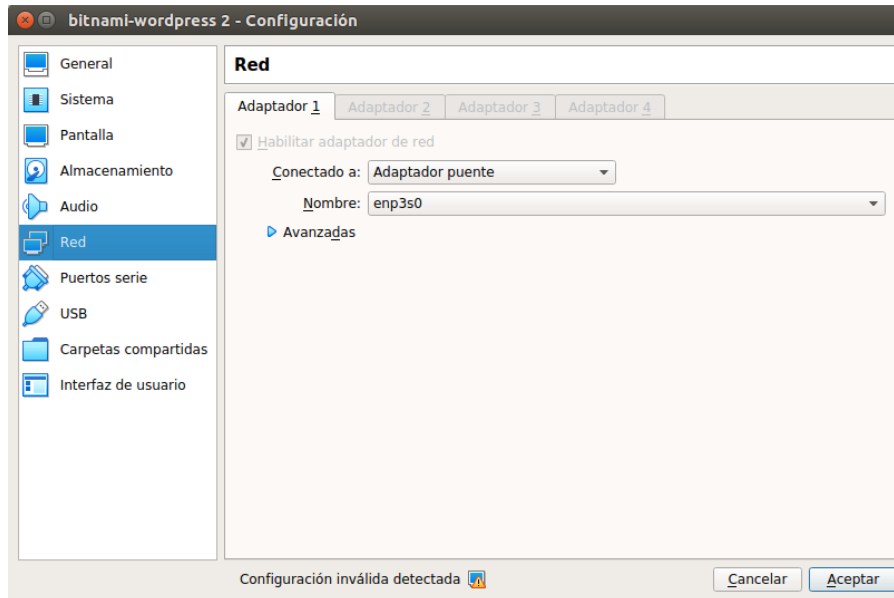 bitnami-wordpress 2 - Configuración
General
Sistema
Pantalla
Almacenamiento
Audio
Red
Puertos serie
USB
Carpetas compartidas
Interfaz de usuario
Red
Adaptador 1 Adaptador 2 Adaptador 3 Adaptador 4
Habilitar adaptador de red
Conectado a: Adaptador puente
Nombre: enp3s0
Avanzadas
Configuración inválida detectada
Cancelar Aceptar